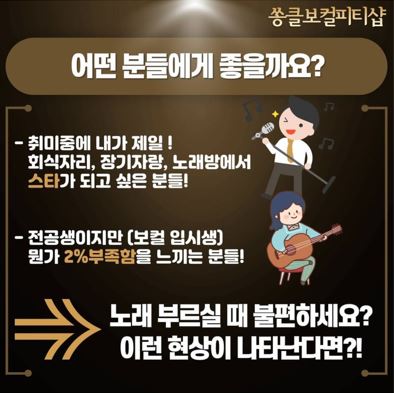 쏭클보컬피티샵
어떤 분들에게 좋을까요?
- 취미중에 내가 제일 !
회식자리, 장기자랑, 노래방에서
스타가 되고 싶은 분들!
- 전공생이지만 (보컬 입시생)
뭔가 2%부족함을 느끼는 분들!
노래 부르실 때 불편하세요?
이런 현상이 나타난다면?!